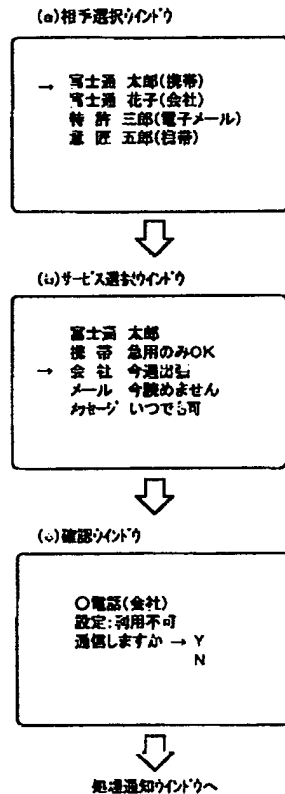 (a)相手選択ウインドウ
→ 富士通 太郎(携帯)
富士通 花子(会社)
特 許 三郎(電子メール)
意 匠 五郎(携帯)
(b)サービス選択ウインドウ
富士通 太郎
携 帯 急用のみOK
→ 会 社 今週出張
メール 今読めません
メッセージ いつでも可
(c)確認ウインドウ
○電話(会社)
設定:利用不可
通信しますか → Y
N
処理通知ウインドウへ